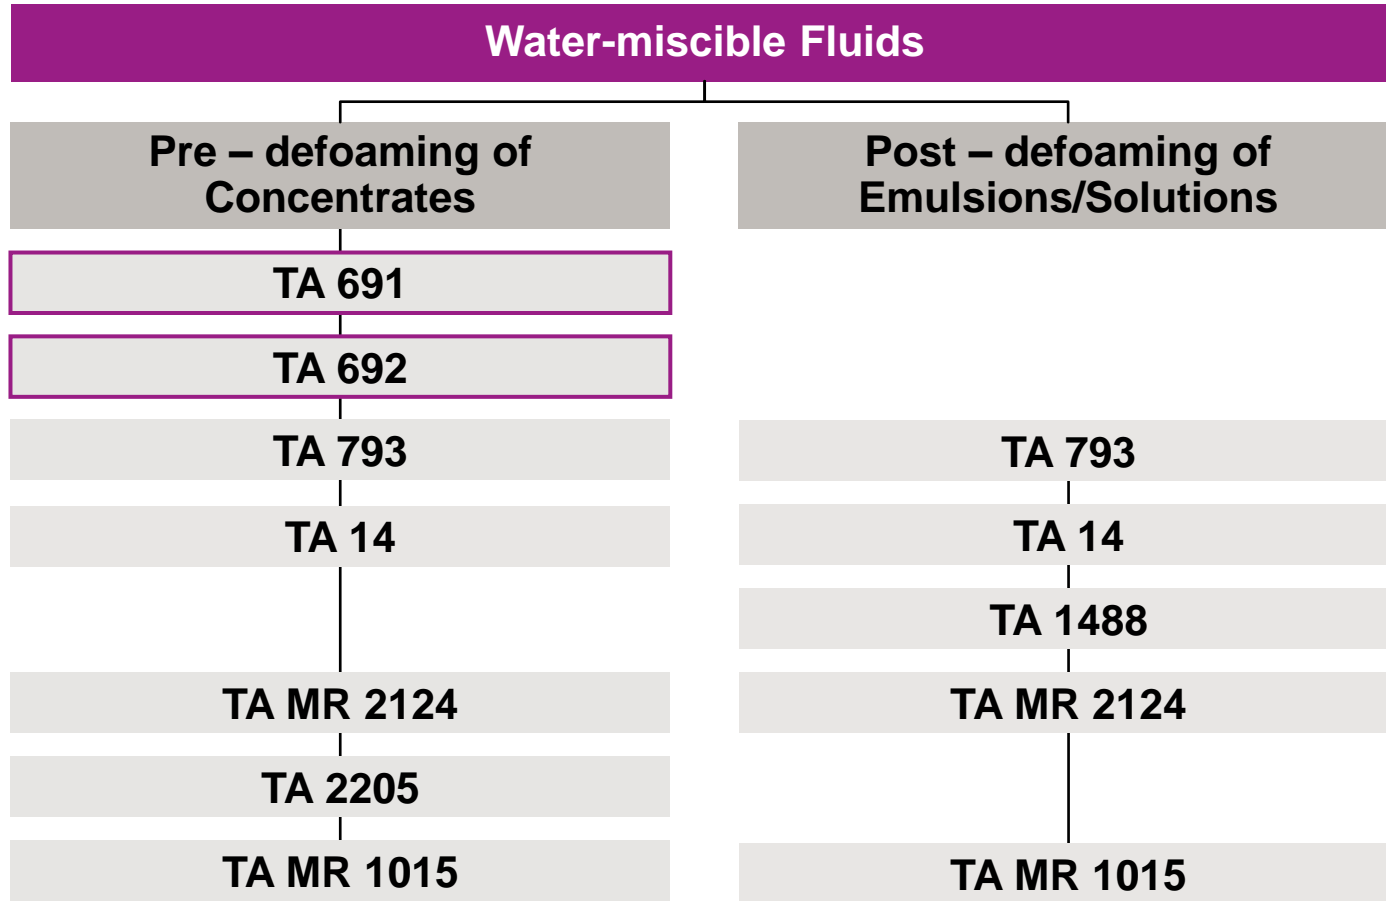 Water-miscible Fluids
Pre – defoaming of
Concentrates
TA 691
TA 692
TA 793
TA 14
TA MR 2124
TA 2205
TA MR 1015
Post – defoaming of
Emulsions/Solutions
TA 793
TA 14
TA 1488
TA MR 2124
TA MR 1015